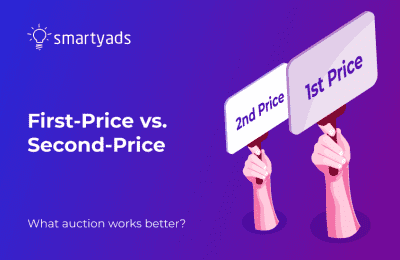 smartyads
First-Price vs.
Second-Price
2nd Price
1st Price
What auction works better?